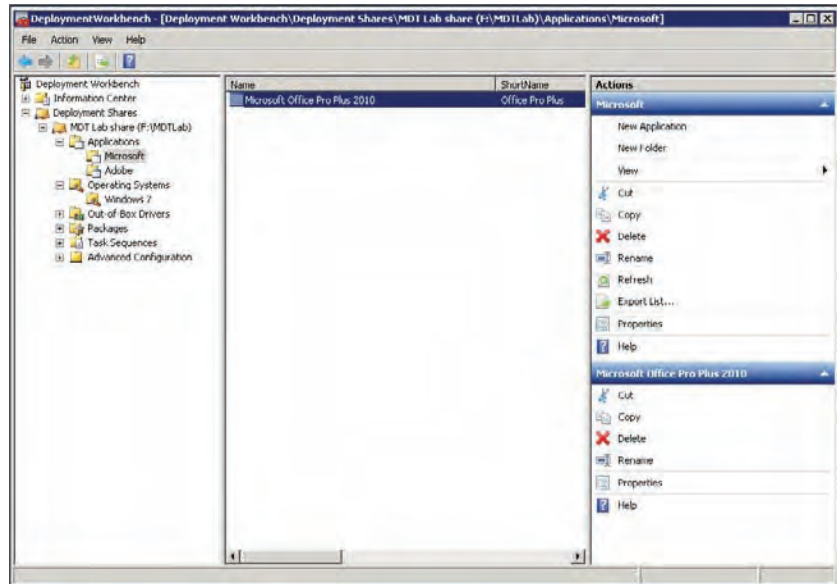 DeploymentWorkbench - [Deployment Workbench\Deployment Shares\MDT Lab share (F:\MDTLab)\Applications\Microsoft]
File Action View Help
Deployment Workbench
Information Center
Deployment Shares
MDT Lab share (F:\MDTLab)
Applications
Microsoft
Adobe
Operating Systems
Windows 7
Out-of-Box Drivers
Packages
Task Sequences
Advanced Configuration
Name ShortName
Microsoft Office Pro Plus 2010 Office Pro Plus
Actions
Microsoft
New Application
New Folder
View
Cut
Copy
Delete
Rename
Refresh
Export List...
Properties
Help
Microsoft Office Pro Plus 2010
Cut
Copy
Delete
Rename
Properties
Help